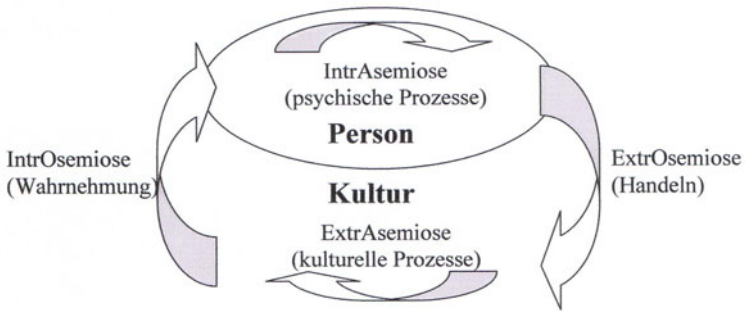 IntrAsemiose
(psychische Prozesse)
Person
IntrOsemiose
(Wahrnehmung)
ExtrOsemiose
(Handeln)
Kultur
ExtrAsemiose
(kulturelle Prozesse)